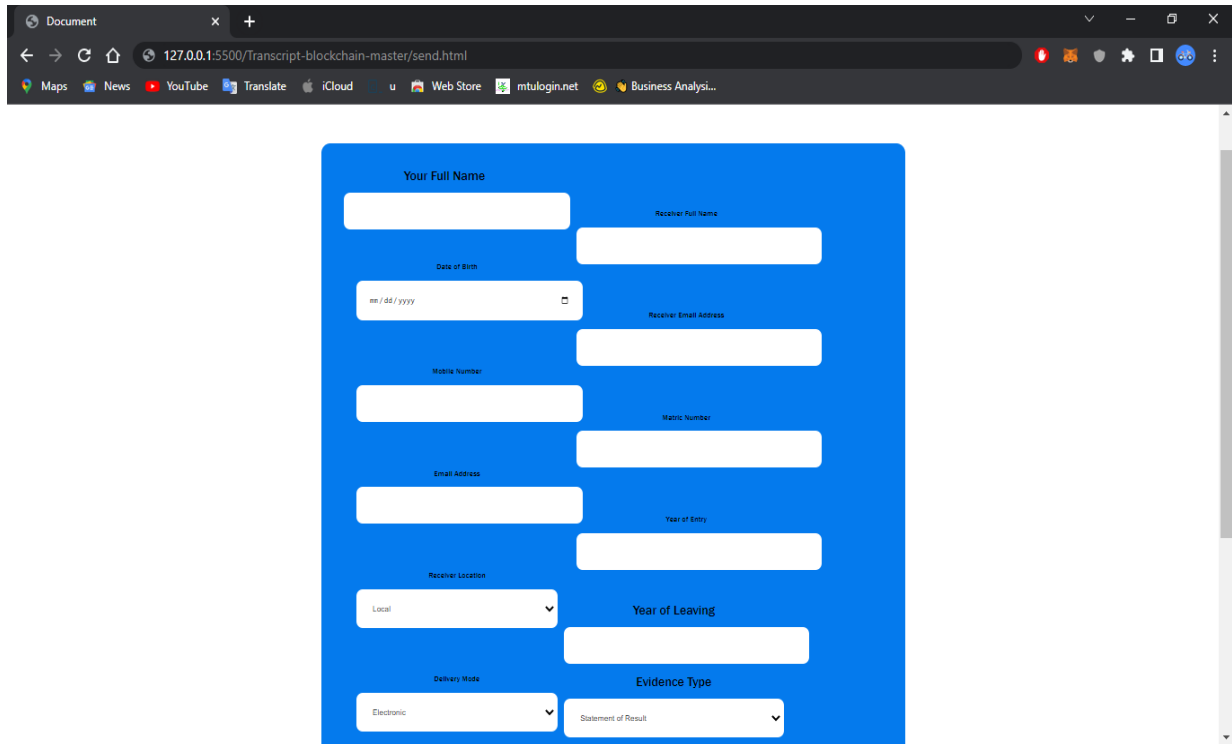 Document
127.0.0.1:5500/Transcript-blockchain-master/send.html
Maps News YouTube Translate iCloud u Web Store mtulogin.net Business Analysi...
Your Full Name
Receiver Full Name
Date of Birth
mm/dd/yyyy
Receiver Email Address
Mobile Number
Matric Number
Email Address
Year of Entry
Receiver Location
Local
Year of Leaving
Delivery Mode
Evidence Type
Electronic
Statement of Result